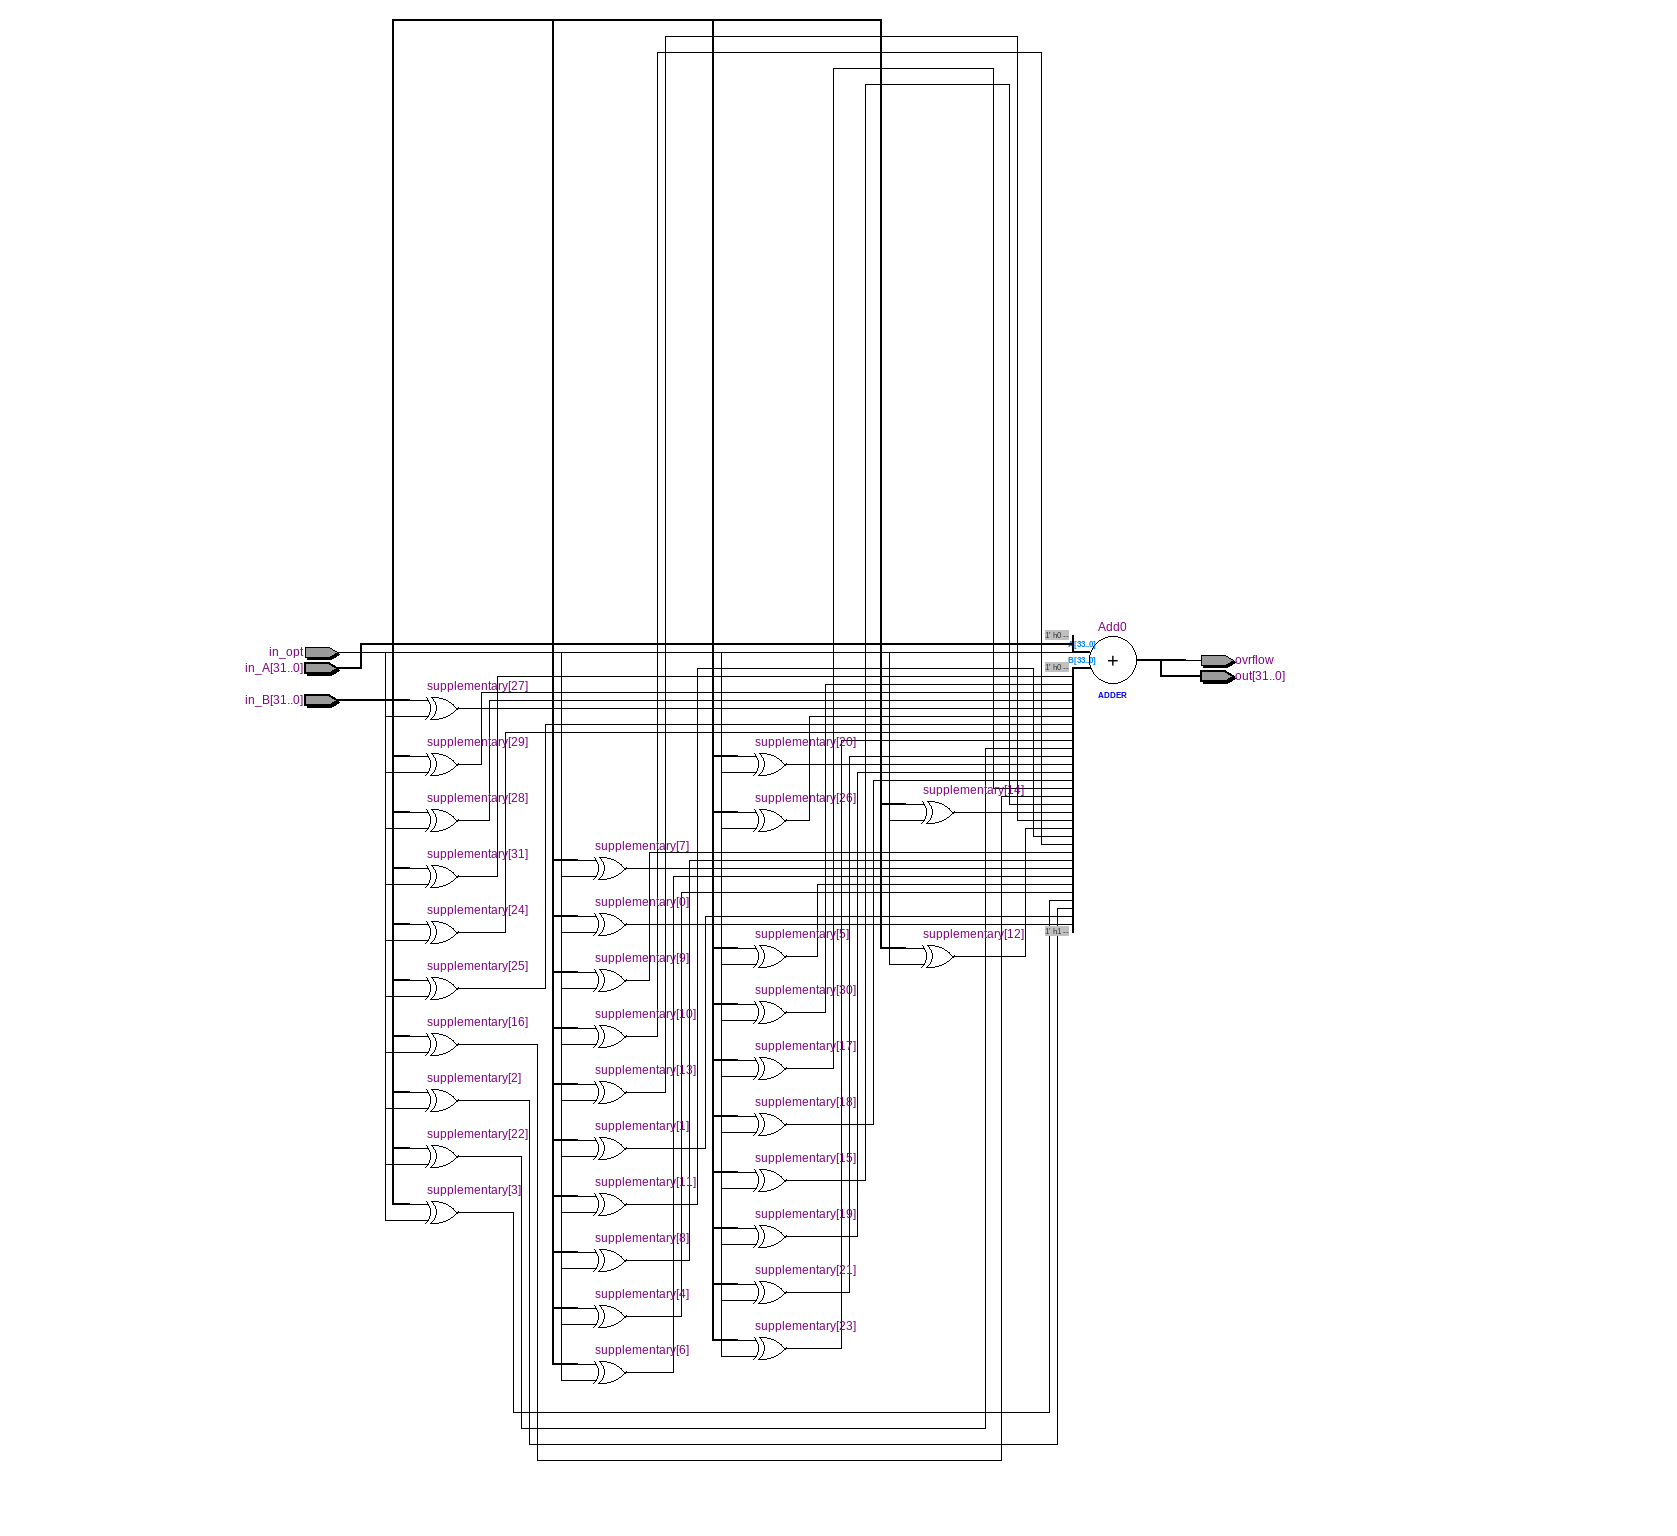 Add0
1' h0 --
A[33..0]
in_opt
in_A[31..0]
B[33..0]
1' h0 --
+
ovrflow
out[31..0]
ADDER
in_B[31..0]
supplementary[27]
supplementary[29]
supplementary[20]
supplementary[28]
supplementary[26]
supplementary[14]
supplementary[31]
supplementary[7]
supplementary[24]
supplementary[0]
1' h1 --
supplementary[5]
supplementary[12]
supplementary[25]
supplementary[9]
supplementary[30]
supplementary[16]
supplementary[10]
supplementary[17]
supplementary[2]
supplementary[13]
supplementary[18]
supplementary[22]
supplementary[1]
supplementary[15]
supplementary[3]
supplementary[11]
supplementary[19]
supplementary[8]
supplementary[21]
supplementary[4]
supplementary[23]
supplementary[6]